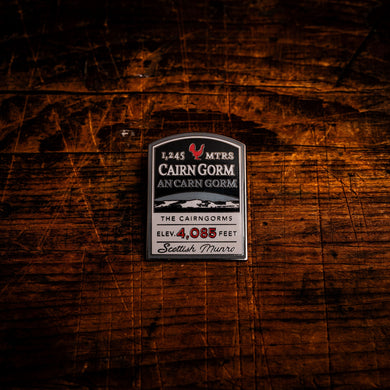 1,245 MTRS
CAIRN GORM
AN CARN GORM
THE CAIRNGORMS
ELEV. 4,085 FEET
Scottish Munro